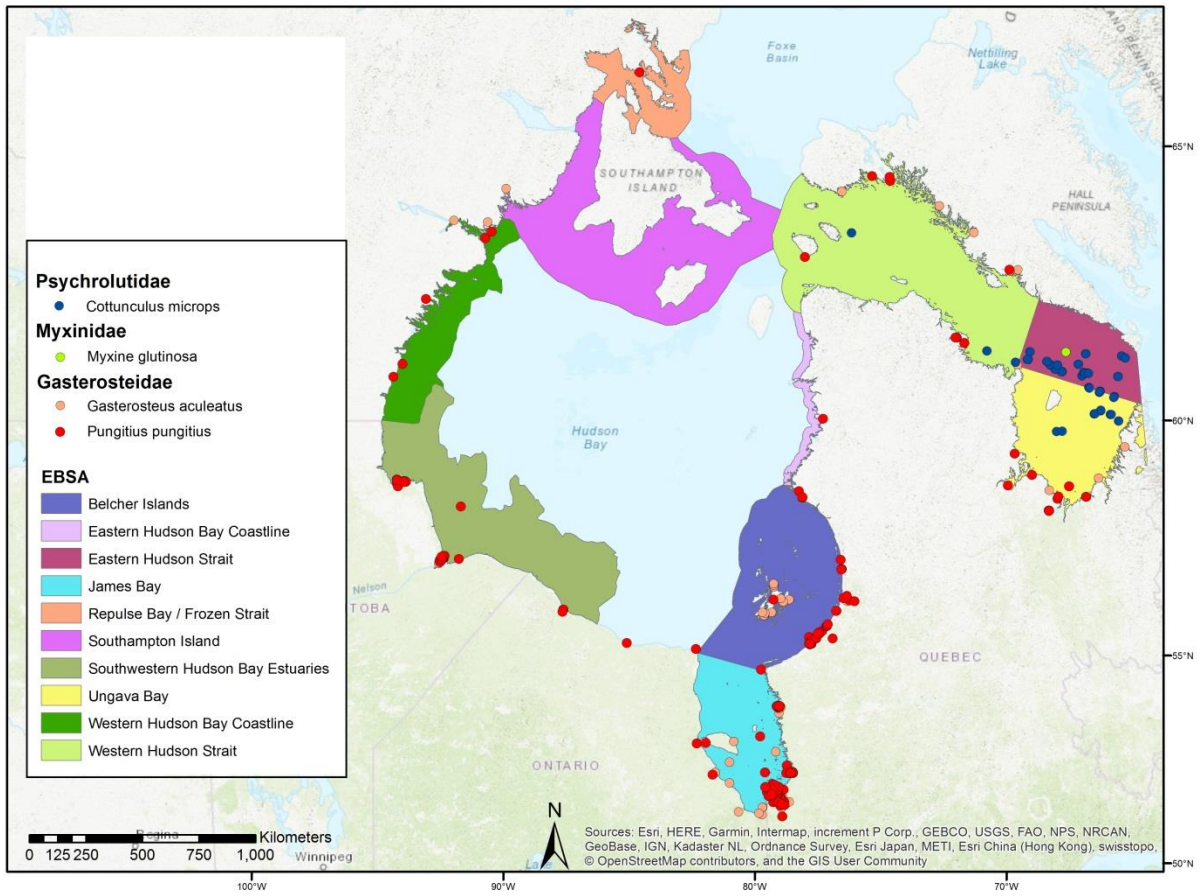 Foxe
Basin
Nettilling
Lake
D PENINSUL
65°N
SOUTHAMPTON
ISLAND
HALL
PENINSULA
60°N
Hudson
Bay
Psychrolutidae
Cottunculus microps
Myxinidae
Myxine glutinosa
Gasterosteidae
Gasterosteus aculeatus
Pungitius pungitius
EBSA
Belcher Islands
Eastern Hudson Bay Coastline
Eastern Hudson Strait
James Bay
Repulse Bay / Frozen Strait
Southampton Island
Southwestern Hudson Bay Estuaries
Ungava Bay
Western Hudson Bay Coastline
Western Hudson Strait
Nelson
TOBA
55°N
QUEBEC
ONTARIO
N
Kilometers
0 125 250 500 750 1,000
Regina
Winnipeg
Lake
Sources: Esri, HERE, Garmin, Intermap, increment P Corp., GEBCO, USGS, FAO, NPS, NRCAN,
GeoBase, IGN, Kadaster NL, Ordnance Survey, Esri Japan, METI, Esri China (Hong Kong), swisstopo,
© OpenStreetMap contributors, and the GIS User Community
50°N
100°W 90°W 80°W 70°W